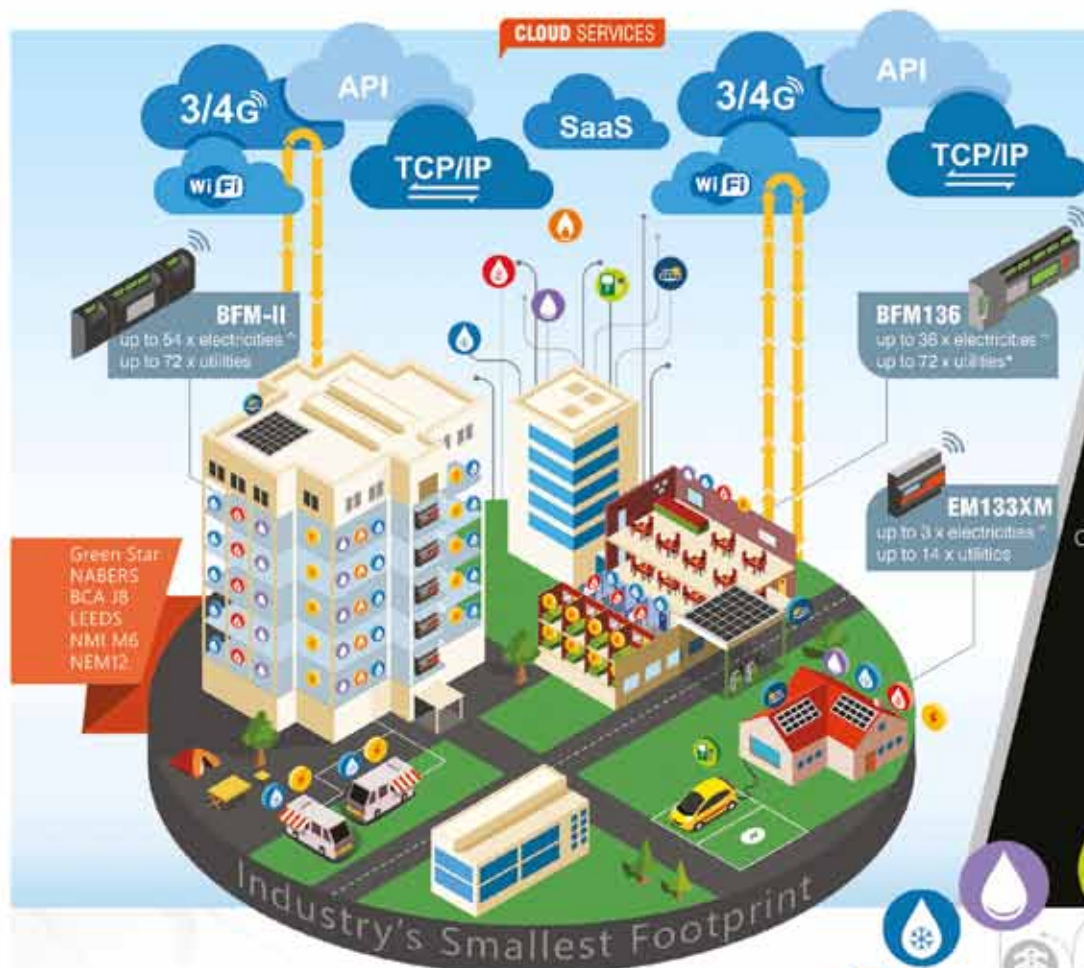 CLOUD SERVICES
3/4G
API
SaaS
3/4G
API
TCP/IP
TCP/IP
WiFi
WiFi
BFM-II
up to 54 x electricities ^
up to 72 x utilities
BFM136
up to 36 x electricities ^
up to 72 x utilities*
EM133XM
up to 3 x electricities ^
up to 14 x utilities
Green Star
NABERS
BCA J8
LEEDS
NMI M6
NEM12
Industry's Smallest Footprint